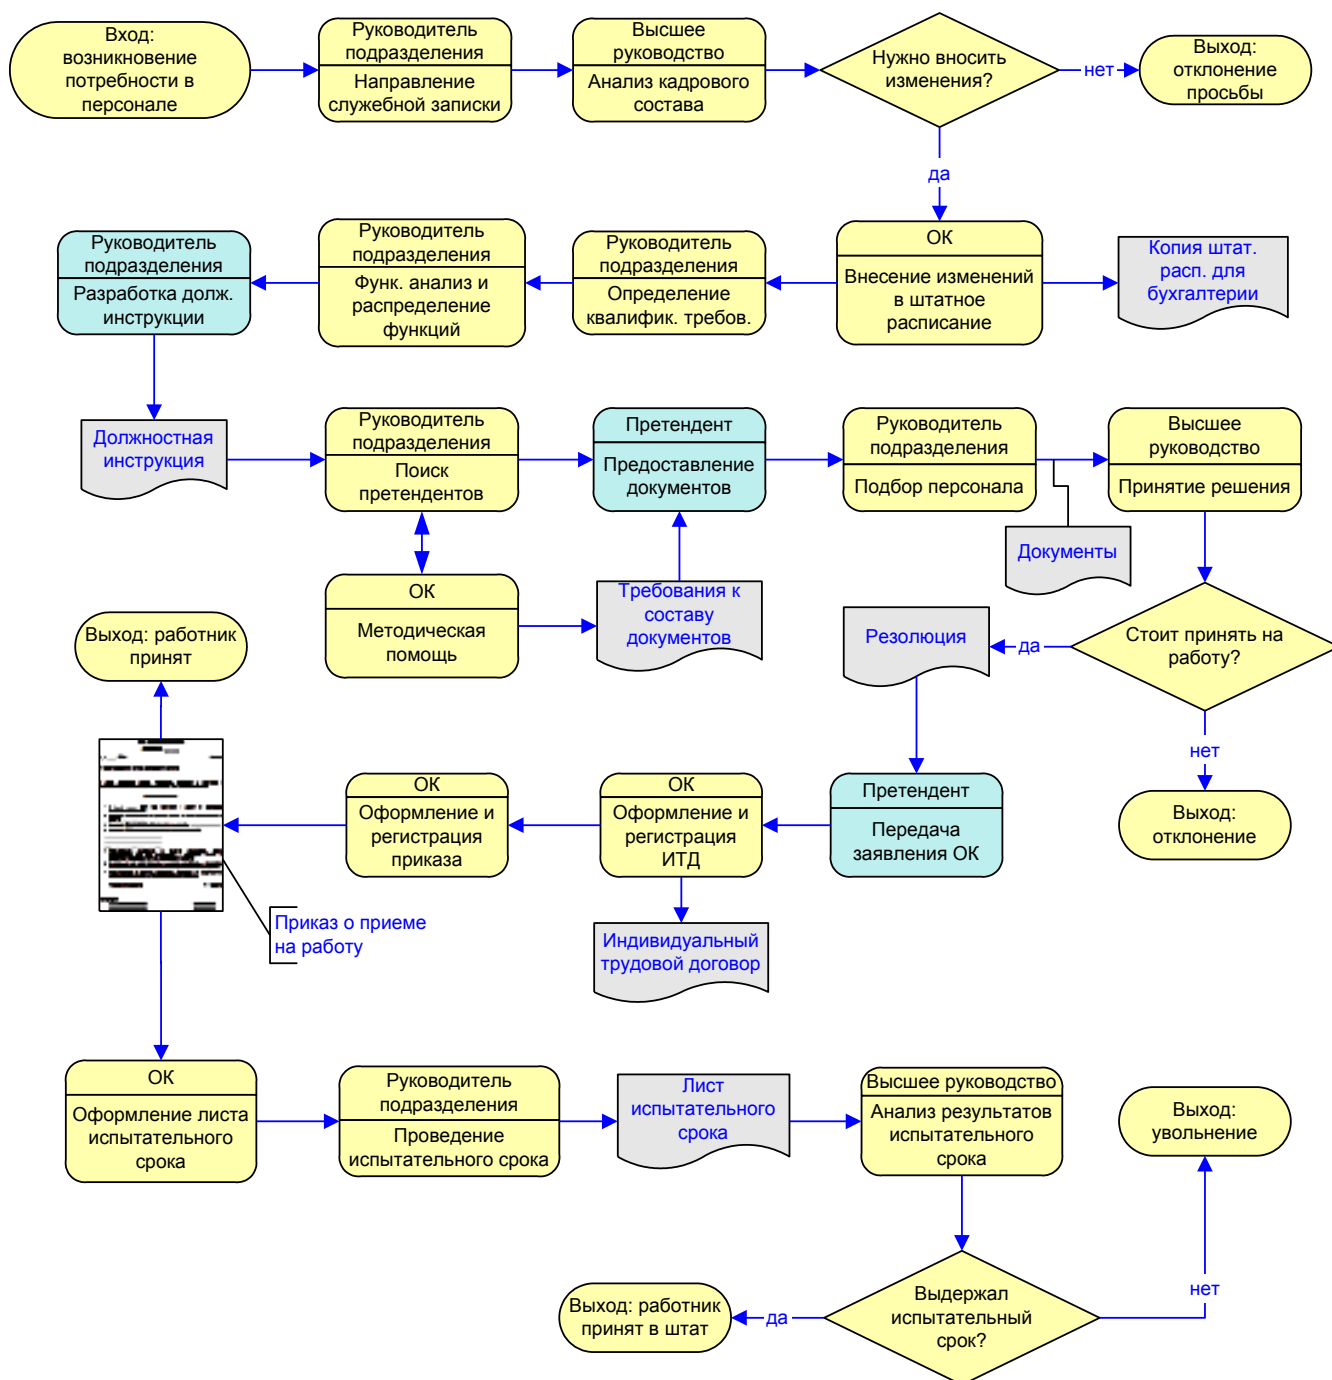 Вход:
возникновение
потребности в
персонале
Руководитель
подразделения
Направление
служебной записки
Высшее
руководство
Анализ кадрового
состава
Нужно вносить
изменения?
нет
Выход:
отклонение
просьбы
да
Руководитель
подразделения
Разработка долж.
инструкции
Руководитель
подразделения
Функ. анализ и
распределение
функций
Руководитель
подразделения
Определение
квалифик. требов.
ОК
Внесение изменений
в штатное
расписание
Копия штат.
расп. для
бухгалтерии
Должностная
инструкция
Руководитель
подразделения
Поиск
претендентов
Претендент
Предоставление
документов
Руководитель
подразделения
Подбор персонала
Документы
Высшее
руководство
Принятие решения
ОК
Методическая
помощь
Требования к
составу
документов
Резолюция
да
Стоит принять на
работу?
нет
Выход:
отклонение
Выход: работник
принят
ОК
Оформление и
регистрация
приказа
ОК
Оформление и
регистрация
ИТД
Претендент
Передача
заявления ОК
Приказ о приеме
на работу
Индивидуальный
трудовой договор
ОК
Оформление листа
испытательного
срока
Руководитель
подразделения
Проведение
испытательного срока
Лист
испытательного
срока
Высшее руководство
Анализ результатов
испытательного
срока
Выход:
увольнение
нет
Выдержал
испытательный
срок?
да
Выход: работник
принят в штат